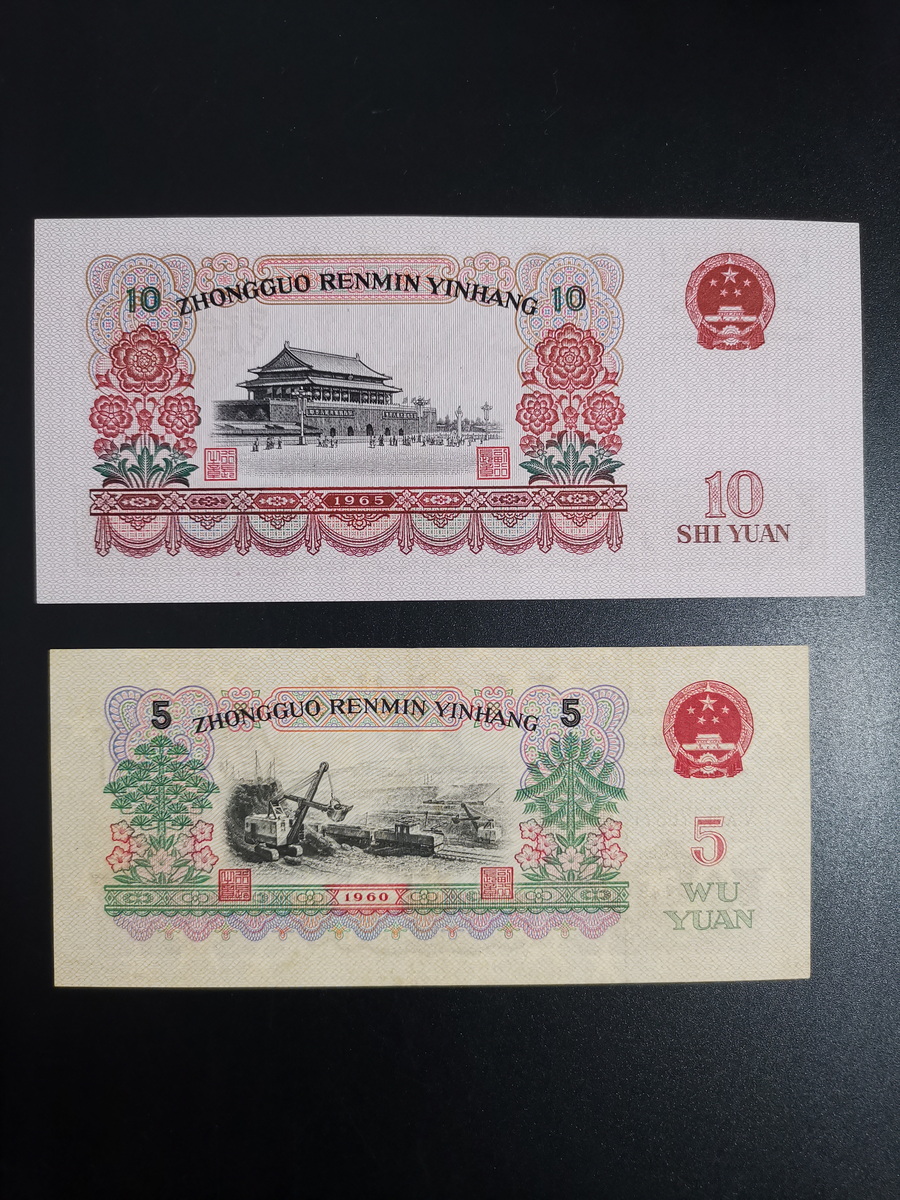 10 ZHONGGUO RENMIN YINHANG 10
1965
10
SHI YUAN
5 ZHONGGUO RENMIN YINHANG 5
1960
5
WU
YUAN